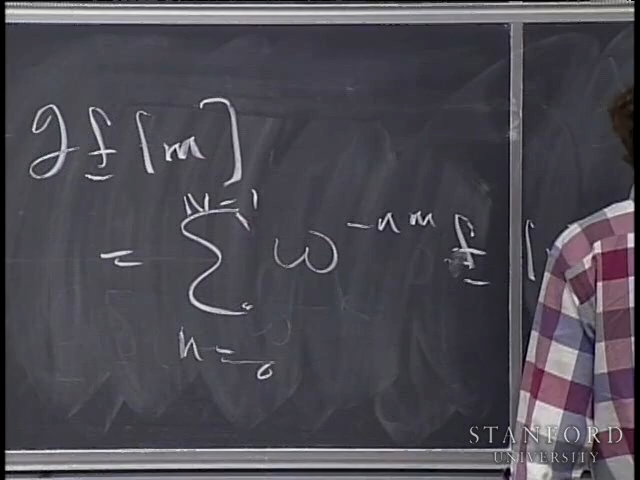 ℱf[m]
= ∑_{n=0}^{N-1} ω^{-nm} f [
STANFORD
UNIVERSITY